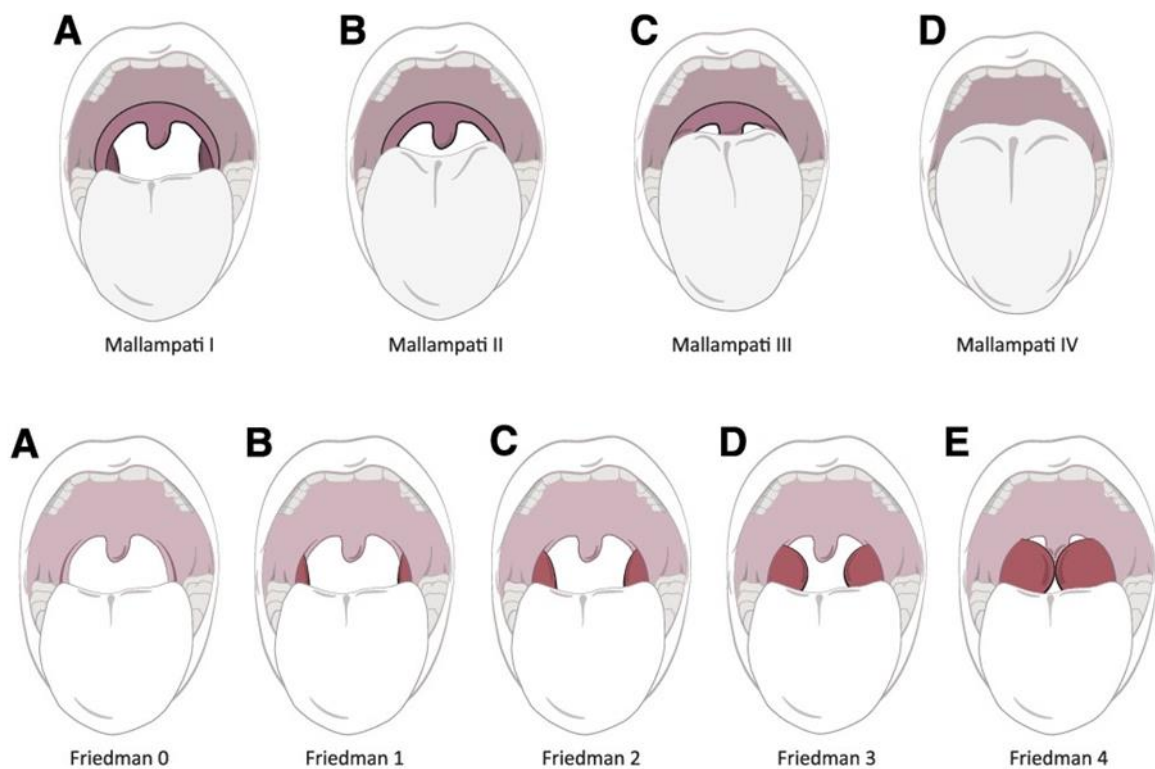 A B C D
Mallampati I Mallampati II Mallampati III Mallampati IV
A B C D E
Friedman 0 Friedman 1 Friedman 2 Friedman 3 Friedman 4